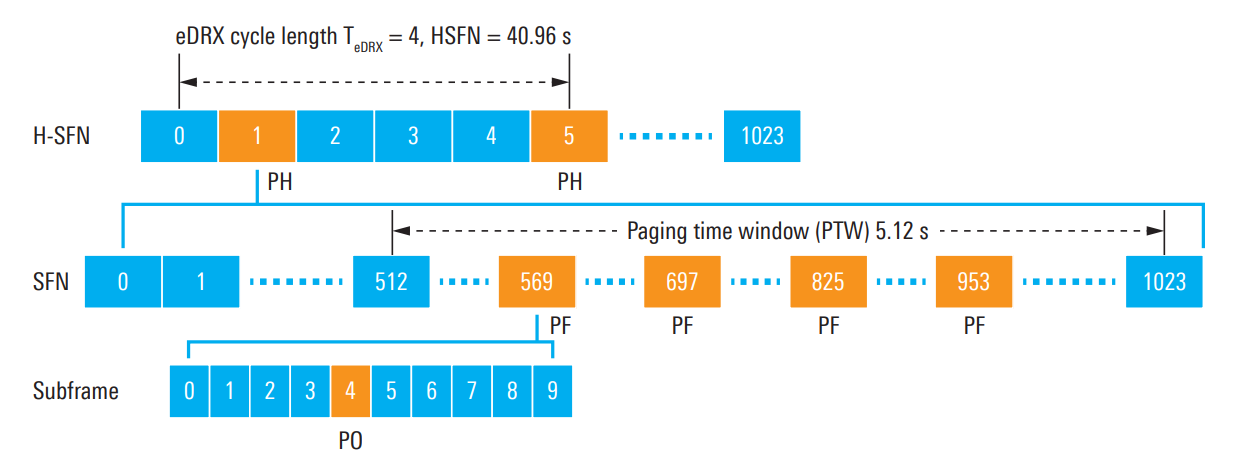 eDRX cycle length TeDRX = 4, HSFN = 40.96 s
H-SFN 0 1 2 3 4 5 1023
PH PH
Paging time window (PTW) 5.12 s
SFN 0 1 512 569 697 825 953 1023
PF PF PF PF
Subframe 0 1 2 3 4 5 6 7 8 9
PO